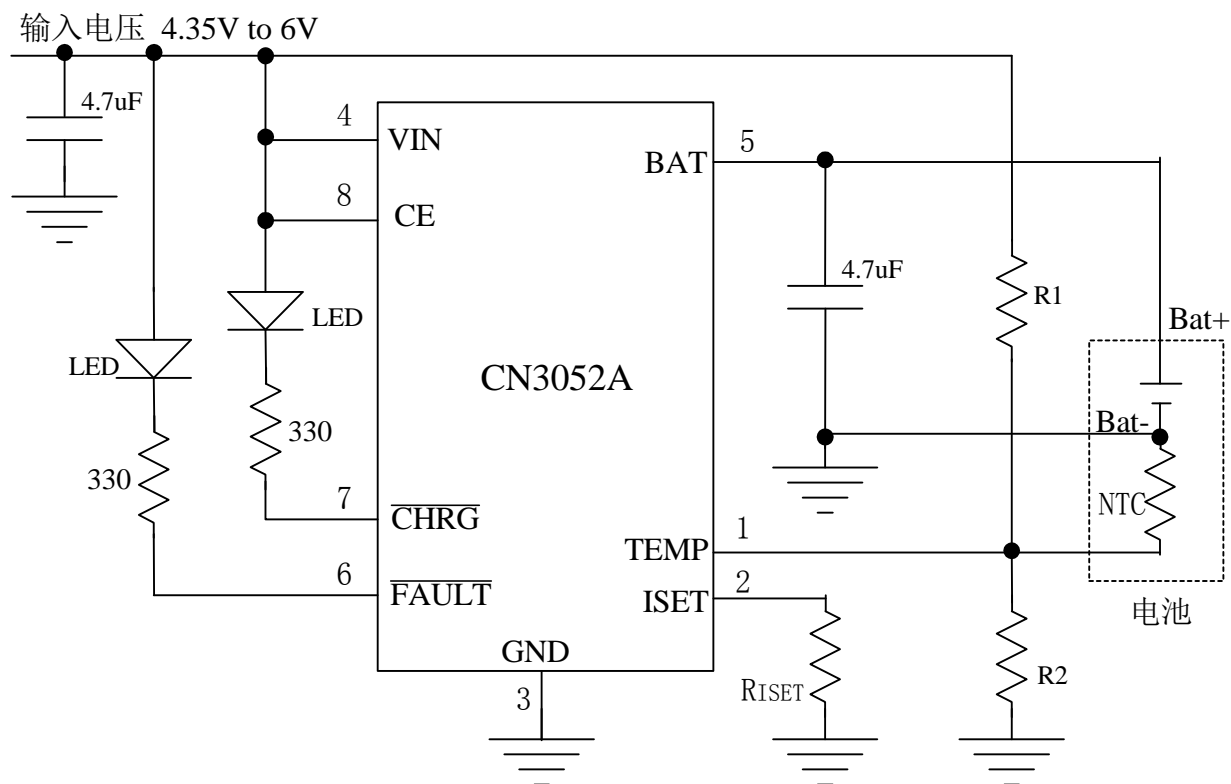 输入电压 4.35V to 6V
4.7uF
4
VIN
BAT
5
8
CE
4.7uF
R1
LED
Bat+
LED
CN3052A
Bat-
330
330
NTC
7
CHRG
TEMP
1
6
FAULT
ISET
2
电池
GND
3
RISET
R2